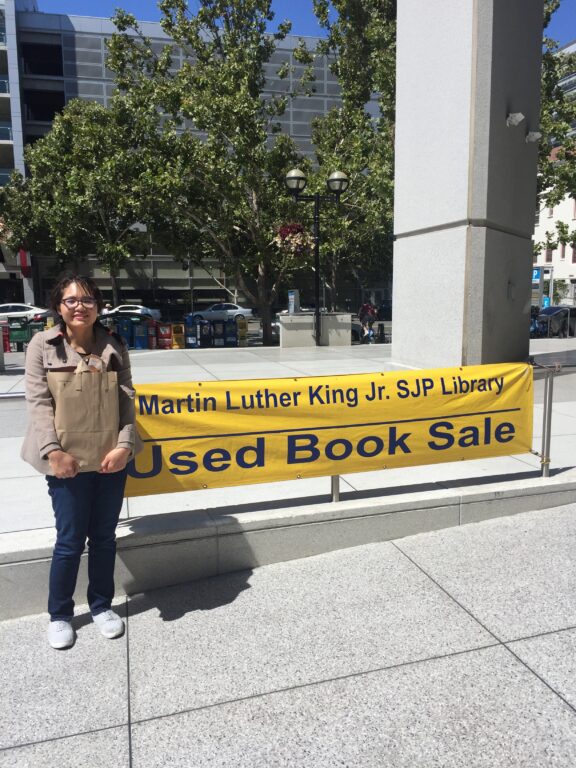 Martin Luther King Jr. SJP Library
Used Book Sale